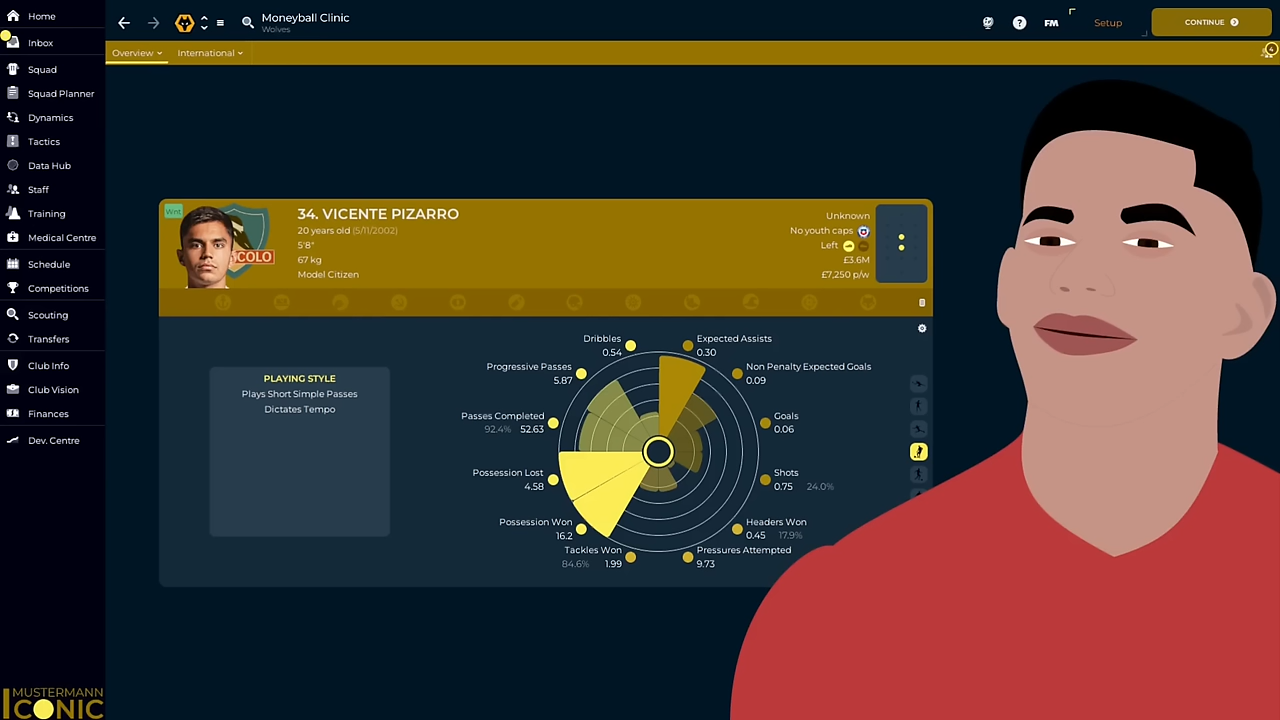 Home
Inbox
Squad
Squad Planner
Dynamics
Tactics
Data Hub
Staff
Training
Medical Centre
Schedule
Competitions
Scouting
Transfers
Club Info
Club Vision
Finances
Dev. Centre
MUSTERMANN
ICONIC
Moneyball Clinic
Wolves
?
FM
Setup
CONTINUE
Overview
International
4
Wnt
COLO
34. VICENTE PIZARRO
20 years old (5/11/2002)
5'8"
67 kg
Model Citizen
Unknown
No youth caps
Left
£3.6M
£7,250 p/w
PLAYING STYLE
Plays Short Simple Passes
Dictates Tempo
Dribbles
0.54
Expected Assists
0.30
Progressive Passes
5.87
Non Penalty Expected Goals
0.09
Passes Completed
92.4% 52.63
Goals
0.06
Possession Lost
4.58
Shots
0.75 24.0%
Possession Won
16.2
Headers Won
0.45 17.9%
Tackles Won
84.6% 1.99
Pressures Attempted
9.73